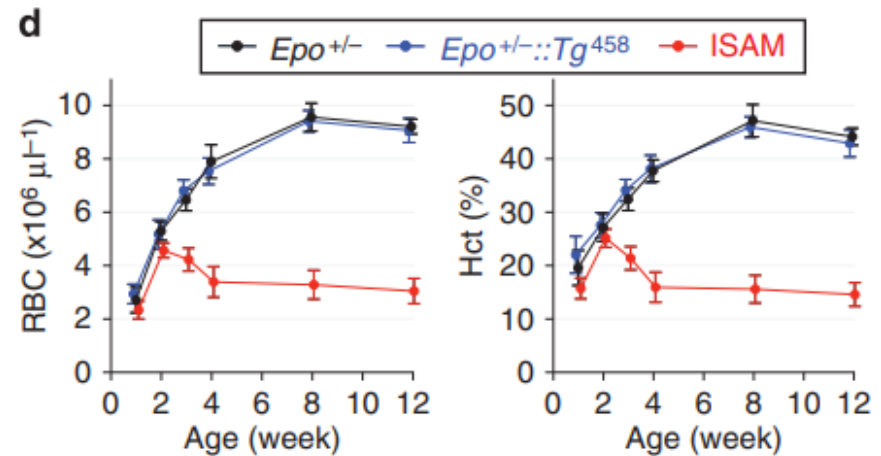 d
Epo+/– Epo+/–::Tg458 ISAM
RBC (x10⁶ µl–1)
10
8
6
4
2
0
0 2 4 6 8 10 12
Age (week)
Hct (%)
50
40
30
20
10
0
0 2 4 6 8 10 12
Age (week)